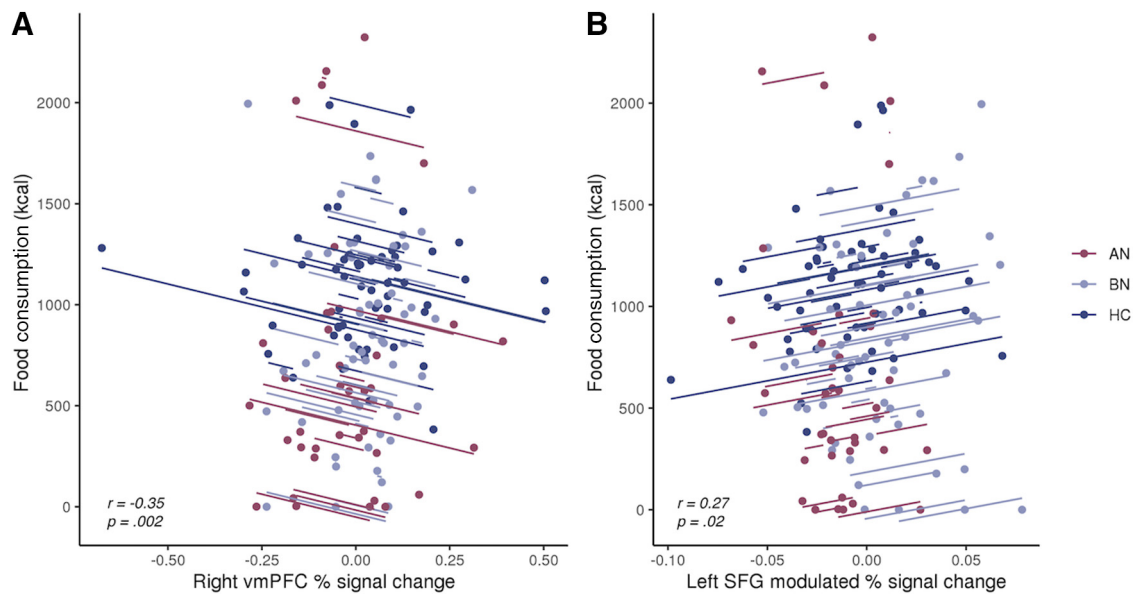 A
B
Food consumption (kcal)
2000
1500
1000
500
0
r = -0.35
p = .002
-0.50
-0.25
0.00
0.25
0.50
Right vmPFC % signal change
Food consumption (kcal)
2000
1500
1000
500
0
r = 0.27
p = .02
-0.10
-0.05
0.00
0.05
Left SFG modulated % signal change
AN
BN
HC